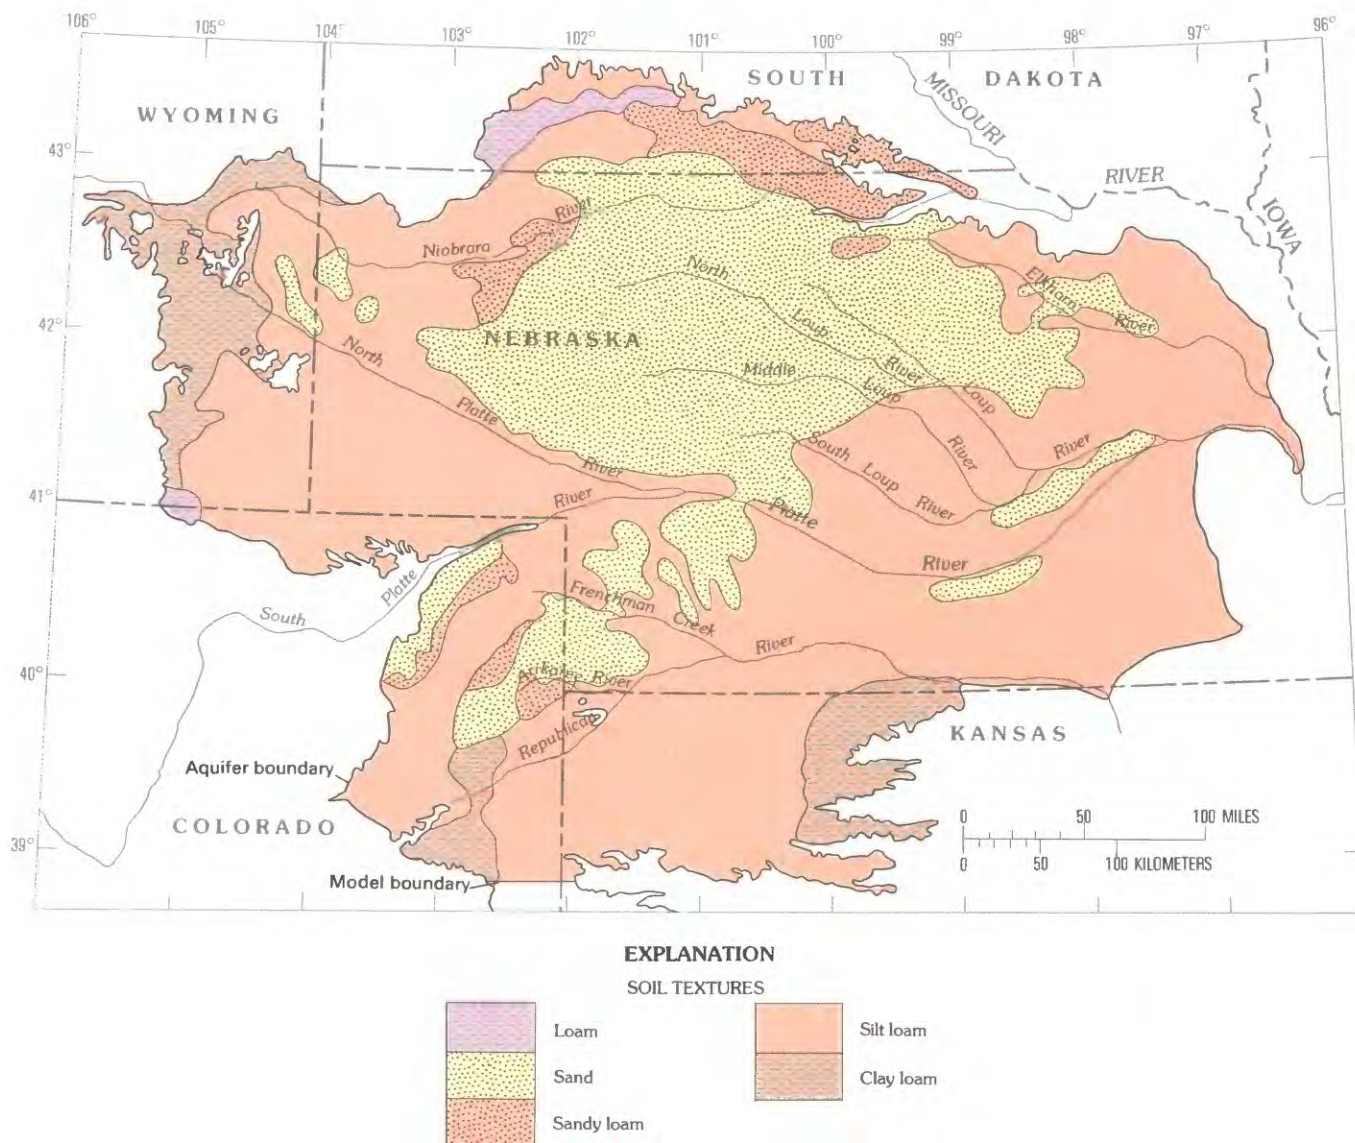 106°
105°
104°
103°
102°
101°
100°
99°
98°
97°
96°
SOUTH DAKOTA
WYOMING
MISSOURI
RIVER
43°
IOWA
River
Niobrara
North
Elkhorn
River
42°
NEBRASKA
Loup
North
Middle
River
Loup
Loup
Platte
South
River
River
River
Loup
41°
River
Platte
River
River
Platte
South
Frenchman
Creek
River
40°
Arikaree River
Republican
KANSAS
Aquifer boundary
COLORADO
0 50 100 MILES
39°
0 50 100 KILOMETERS
Model boundary
106°
EXPLANATION
SOIL TEXTURES
Loam
Silt loam
Sand
Clay loam
Sandy loam